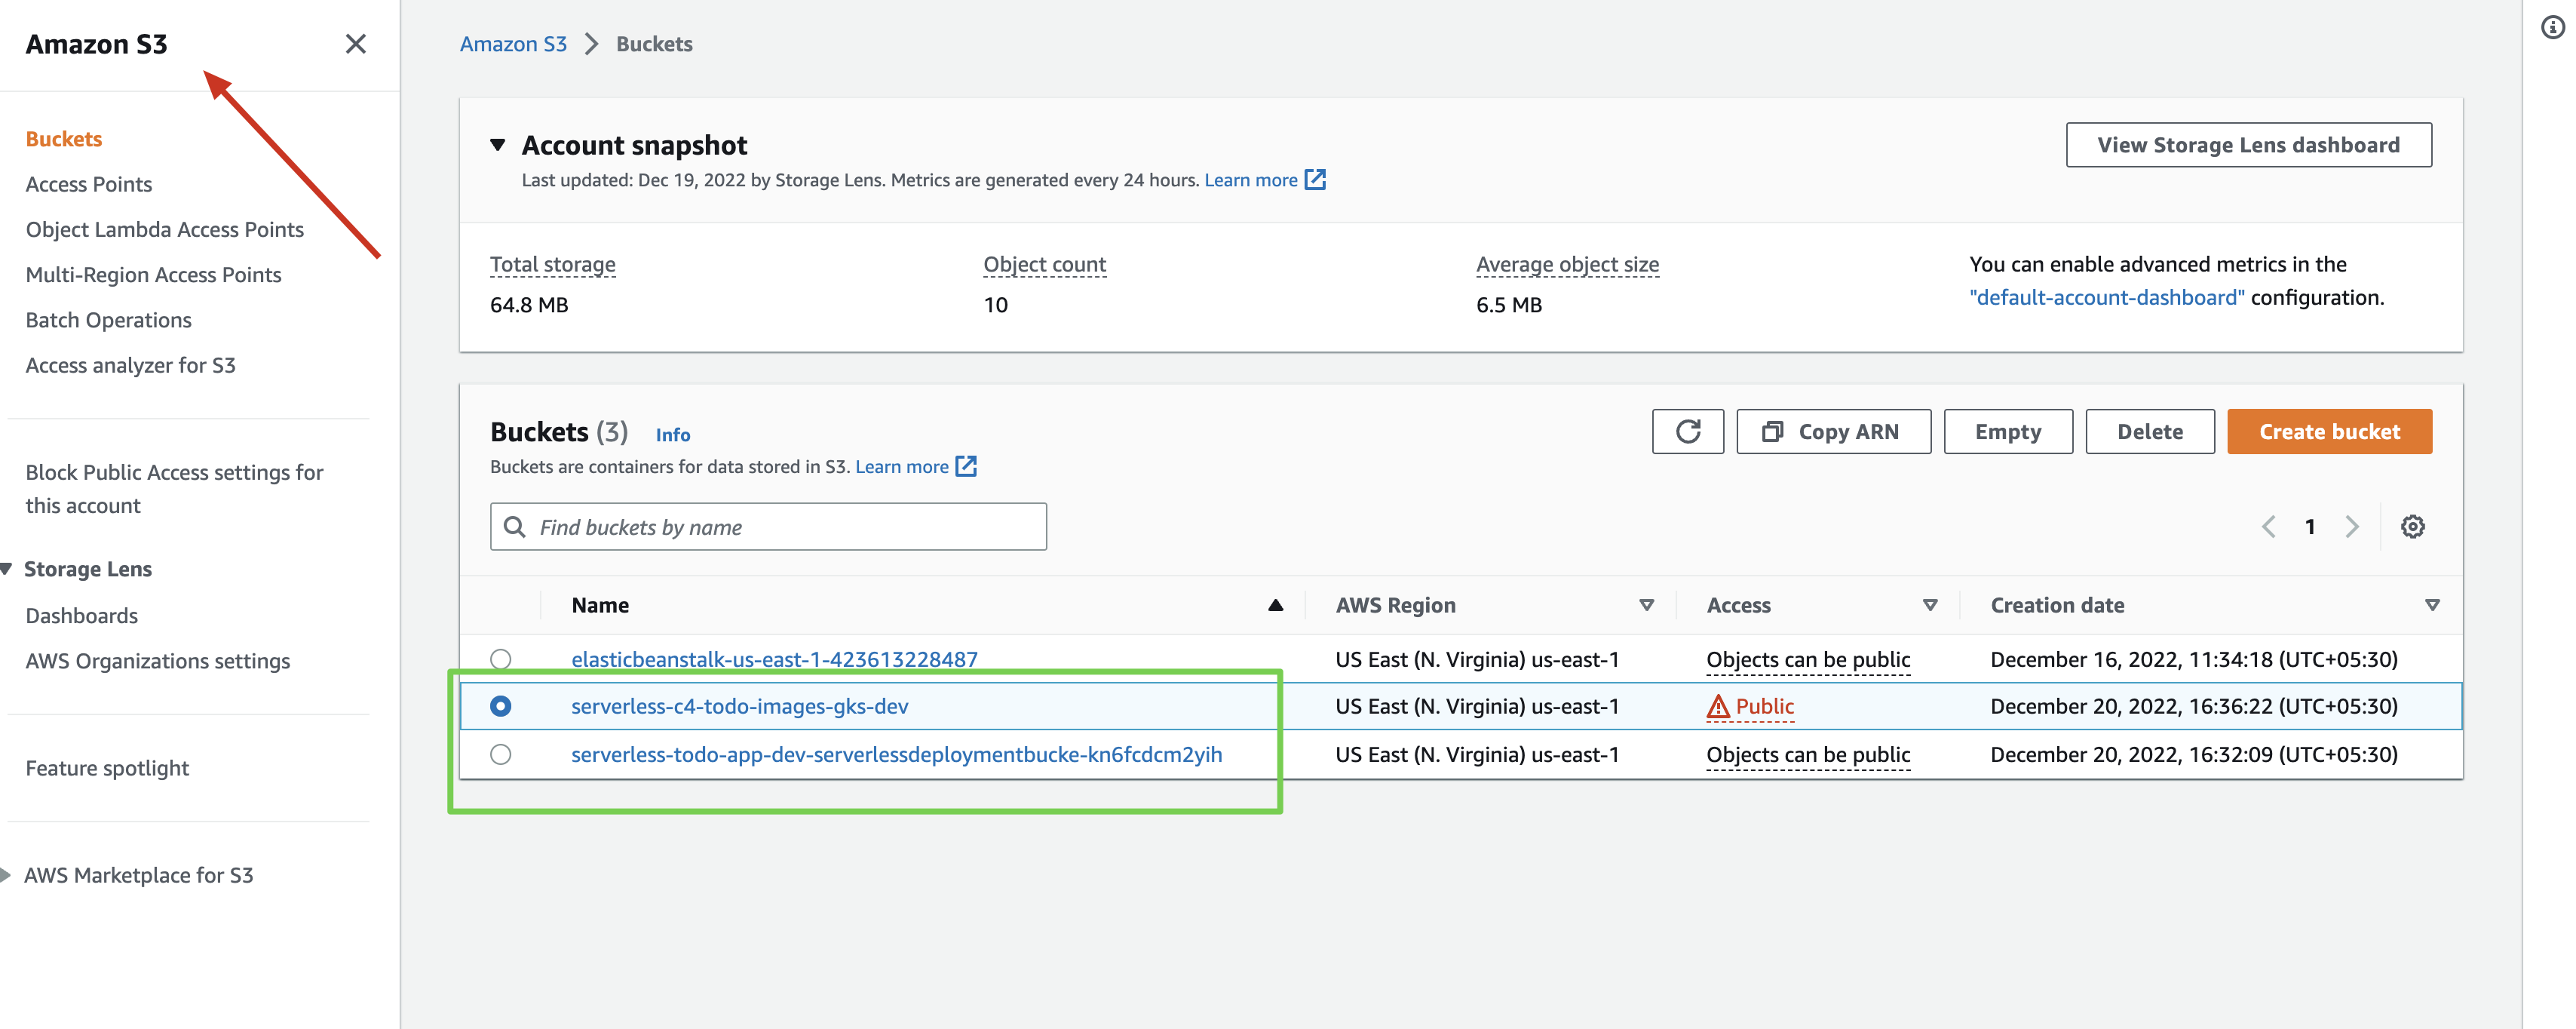 Amazon S3
Buckets
Access Points
Object Lambda Access Points
Multi-Region Access Points
Batch Operations
Access analyzer for S3
Block Public Access settings for
this account
Storage Lens
Dashboards
AWS Organizations settings
Feature spotlight
AWS Marketplace for S3
Amazon S3 Buckets
Account snapshot
View Storage Lens dashboard
Last updated: Dec 19, 2022 by Storage Lens. Metrics are generated every 24 hours. Learn more
Total storage
64.8 MB
Object count
10
Average object size
6.5 MB
You can enable advanced metrics in the
"default-account-dashboard" configuration.
Buckets (3) Info
Copy ARN Empty Delete Create bucket
Buckets are containers for data stored in S3. Learn more
Find buckets by name
1
Name AWS Region Access Creation date
elasticbeanstalk-us-east-1-423613228487 US East (N. Virginia) us-east-1 Objects can be public December 16, 2022, 11:34:18 (UTC+05:30)
serverless-c4-todo-images-gks-dev US East (N. Virginia) us-east-1 Public December 20, 2022, 16:36:22 (UTC+05:30)
serverless-todo-app-dev-serverlessdeploymentbucke-kn6fcdcm2yih US East (N. Virginia) us-east-1 Objects can be public December 20, 2022, 16:32:09 (UTC+05:30)